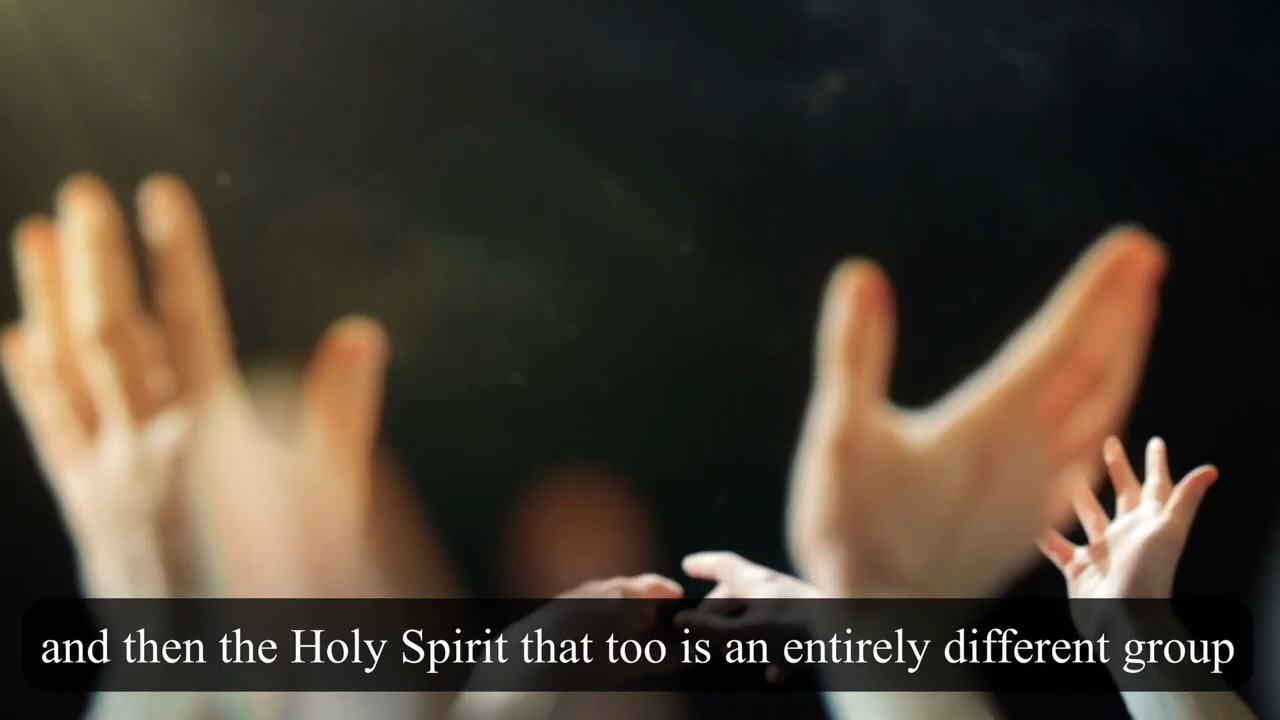 and then the Holy Spirit that too is an entirely different group